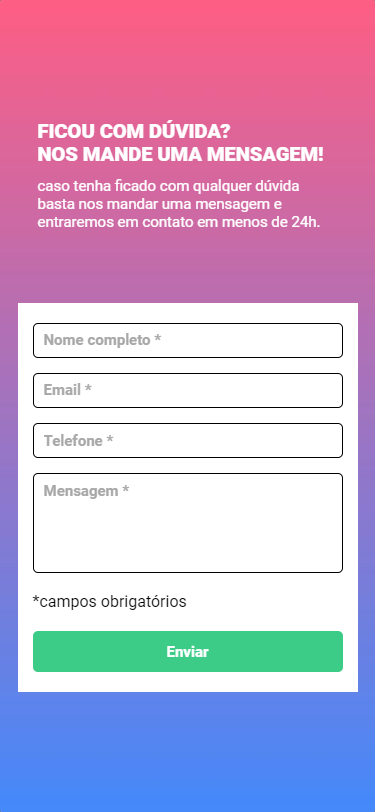 FICOU COM DÚVIDA?
NOS MANDE UMA MENSAGEM!
caso tenha ficado com qualquer dúvida
basta nos mandar uma mensagem e
entraremos em contato em menos de 24h.
Nome completo *
Email *
Telefone *
Mensagem *
*campos obrigatórios
Enviar